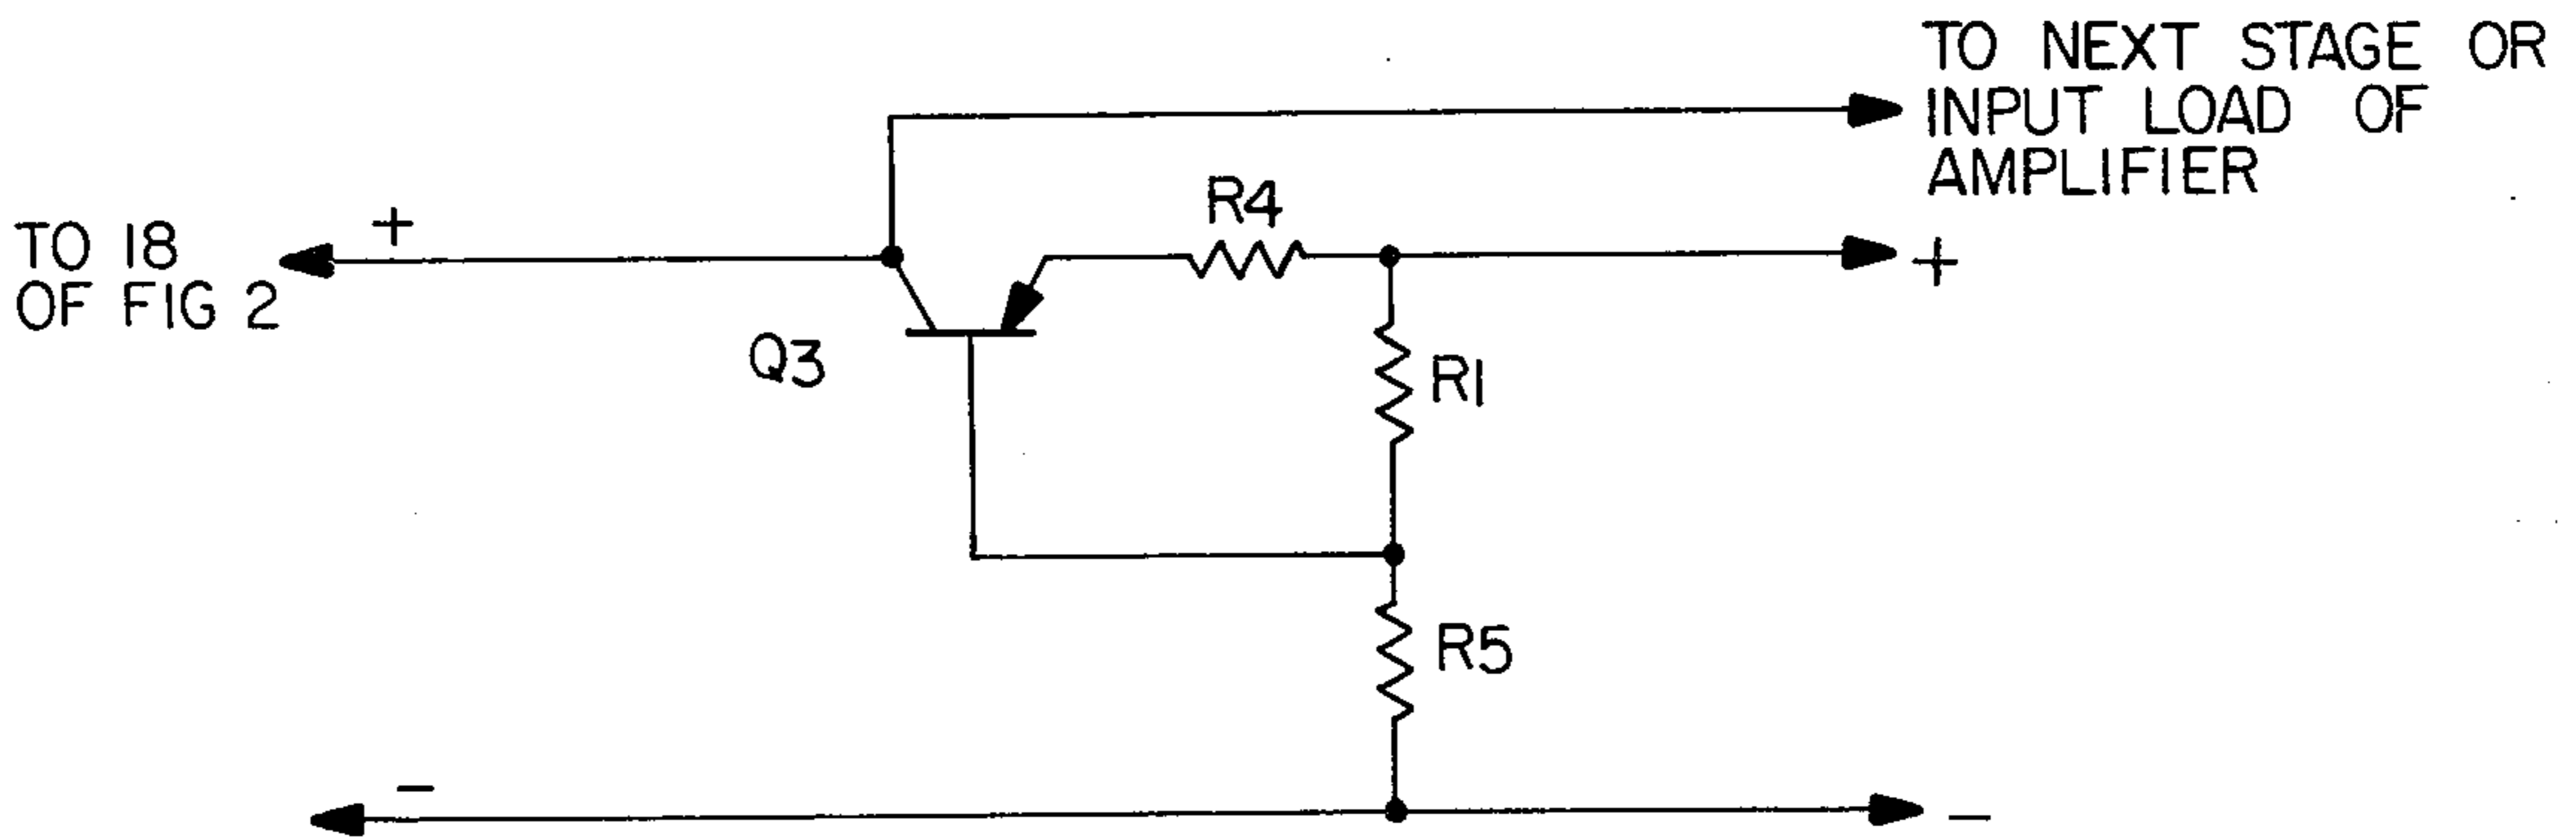 TO NEXT STAGE OR
INPUT LOAD OF
AMPLIFIER
R4
+
TO 18
OF FIG 2
+
Q3
R1
R5
-
-